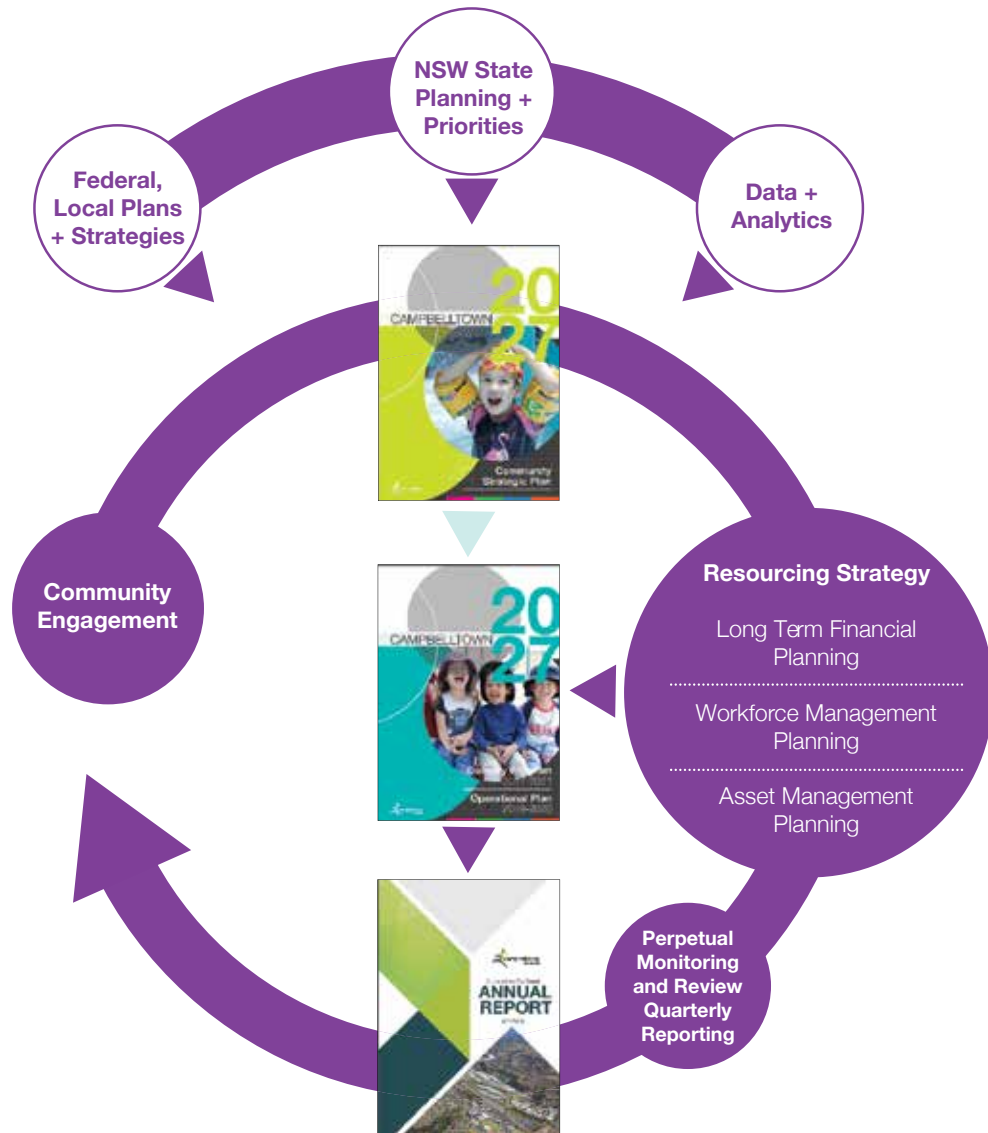 NSW State
Planning +
Priorities
Federal,
Local Plans
+ Strategies
Data +
Analytics
20
27
CAMPBELLTOWN
Community
Strategic Plan
Community
Engagement
20
27
CAMPBELLTOWN
Operational Plan
Resourcing Strategy
Long Term Financial
Planning
Workforce Management
Planning
Asset Management
Planning
Perpetual
Monitoring
and Review
Quarterly
Reporting
ANNUAL
REPORT